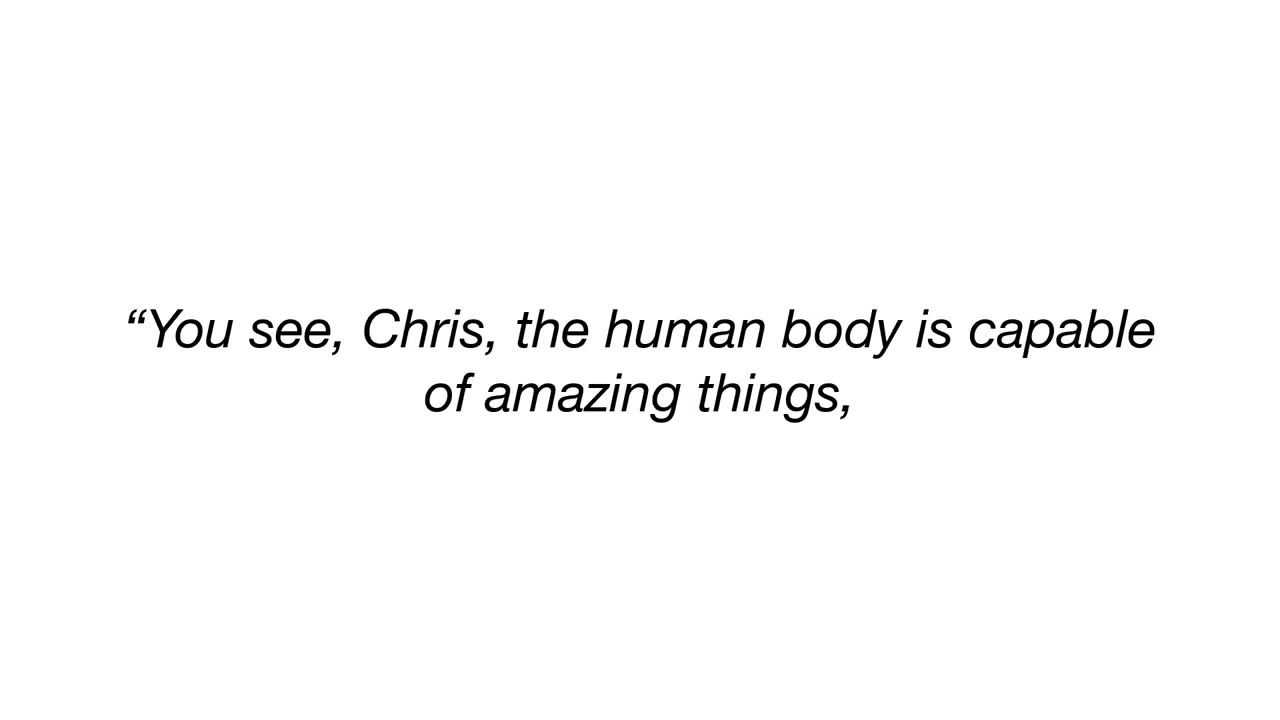 “You see, Chris, the human body is capable
of amazing things,